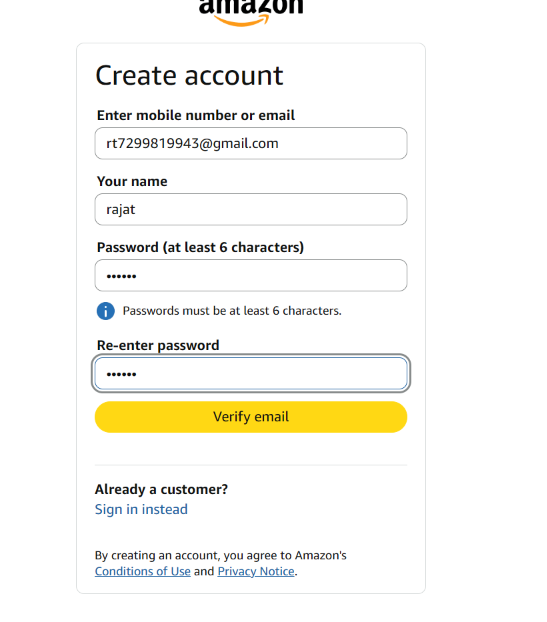 amazon
Create account
Enter mobile number or email
rt7299819943@gmail.com
Your name
rajat
Password (at least 6 characters)
••••••
i Passwords must be at least 6 characters.
Re-enter password
••••••
Verify email
Already a customer?
Sign in instead
By creating an account, you agree to Amazon's
Conditions of Use and Privacy Notice.